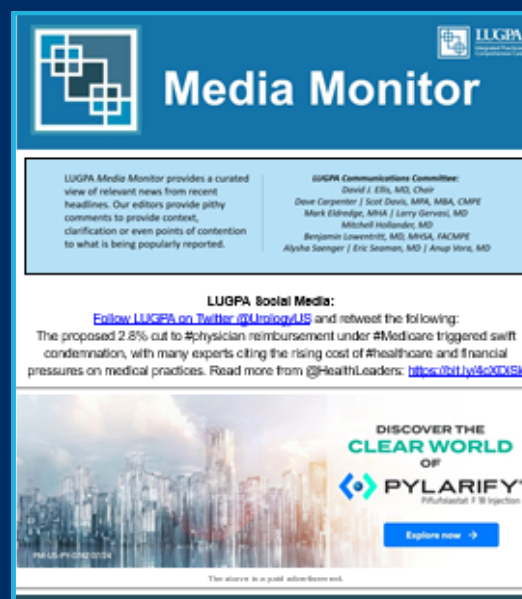 LUGPA
Media Monitor
LUGPA Media Monitor provides a curated
view of relevant news from recent
headlines. Our editors provide pithy
comments to provide context,
clarification or even points of contention
to what is being popularly reported.
LUGPA Communications Committee:
David J. Ellis, MD, Chair
Dave Carpenter | Scot Davis, MPA, MBA, CMPE
Mark Eldredge, MHA | Larry Gervasi, MD
Mitchell Hollander, MD
Benjamin Lowentritt, MD, MHSA, FACMPE
Alysha Saenger | Eric Seaman, MD | Anup Vora, MD
LUGPA Social Media:
Follow LUGPA on Twitter @UrologyUS and retweet the following:
The proposed 2.8% cut to #physician reimbursement under #Medicare triggered swift
condemnation, with many experts citing the rising cost of #healthcare and financial
pressures on medical practices. Read more from @HealthLeaders:
DISCOVER THE
CLEAR WORLD
OF
PYLARIFY
Piflufolastat F 18 Injection
Explore now →
The above is a paid advertisement.